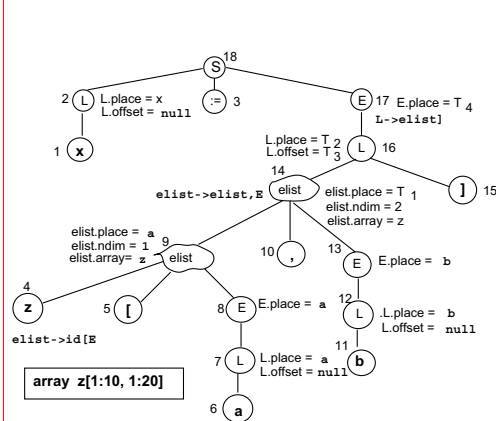 S 18
2 L L.place = x
L.offset = null
:= 3
E 17 E.place = T 4
L->elist]
1 x
L.place = T 2
L.offset = T 3
L 16
14
elist->elist,E
elist
elist.place = T 1
elist.ndim = 2
elist.array = z
] 15
elist.place = a
elist.ndim = 1
elist.array= z
9
elist
10 ,
13
E E.place = b
4
z
5 [
8 E E.place = a
12
L .L.place = b
L.offset = null
elist->id[E
7 L L.place = a
L.offset = null
11
b
array z[1:10, 1:20]
6 a